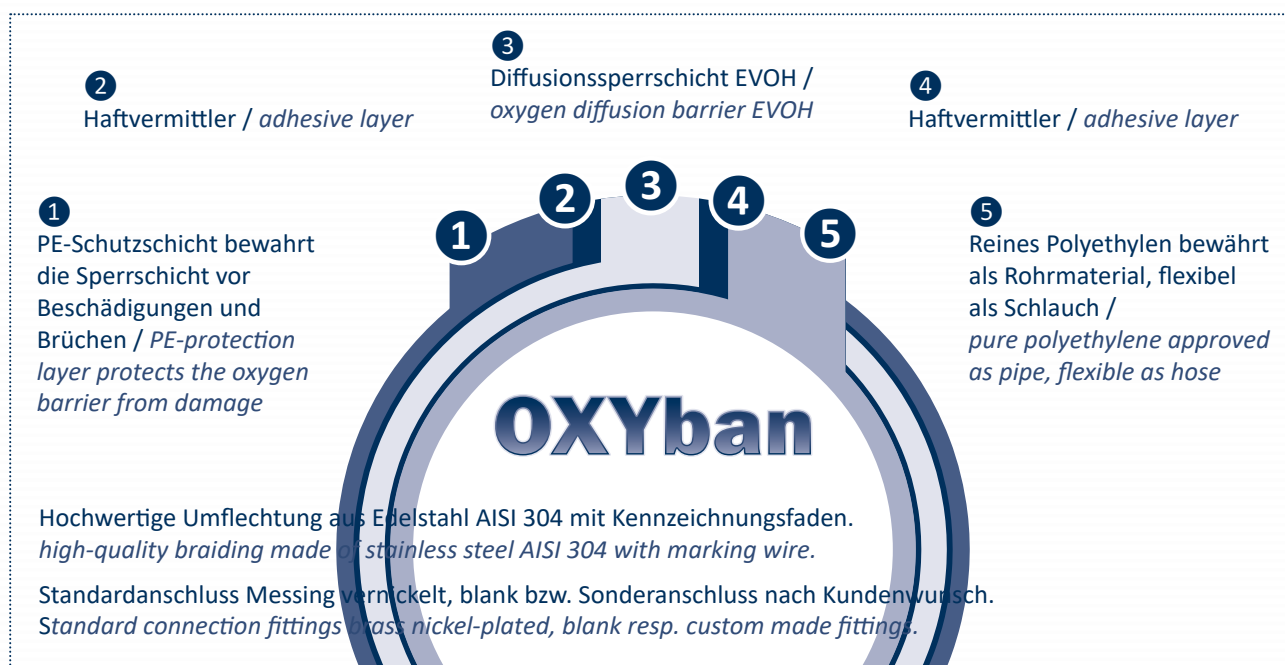 3
Diffusionssperrschicht EVOH /
oxygen diffusion barrier EVOH
2
Haftvermittler / adhesive layer
4
Haftvermittler / adhesive layer
1
PE-Schutzschicht bewahrt
die Sperrschicht vor
Beschädigungen und
Brüchen / PE-protection
layer protects the oxygen
barrier from damage
1
2
3
4
5
5
Reines Polyethylen bewährt
als Rohrmaterial, flexibel
als Schlauch /
pure polyethylene approved
as pipe, flexible as hose
OXYban
Hochwertige Umflechtung aus Edelstahl AISI 304 mit Kennzeichnungsfaden.
high-quality braiding made of stainless steel AISI 304 with marking wire.
Standardanschluss Messing vernickelt, blank bzw. Sonderanschluss nach Kundenwunsch.
Standard connection fittings brass nickel-plated, blank resp. custom made fittings.